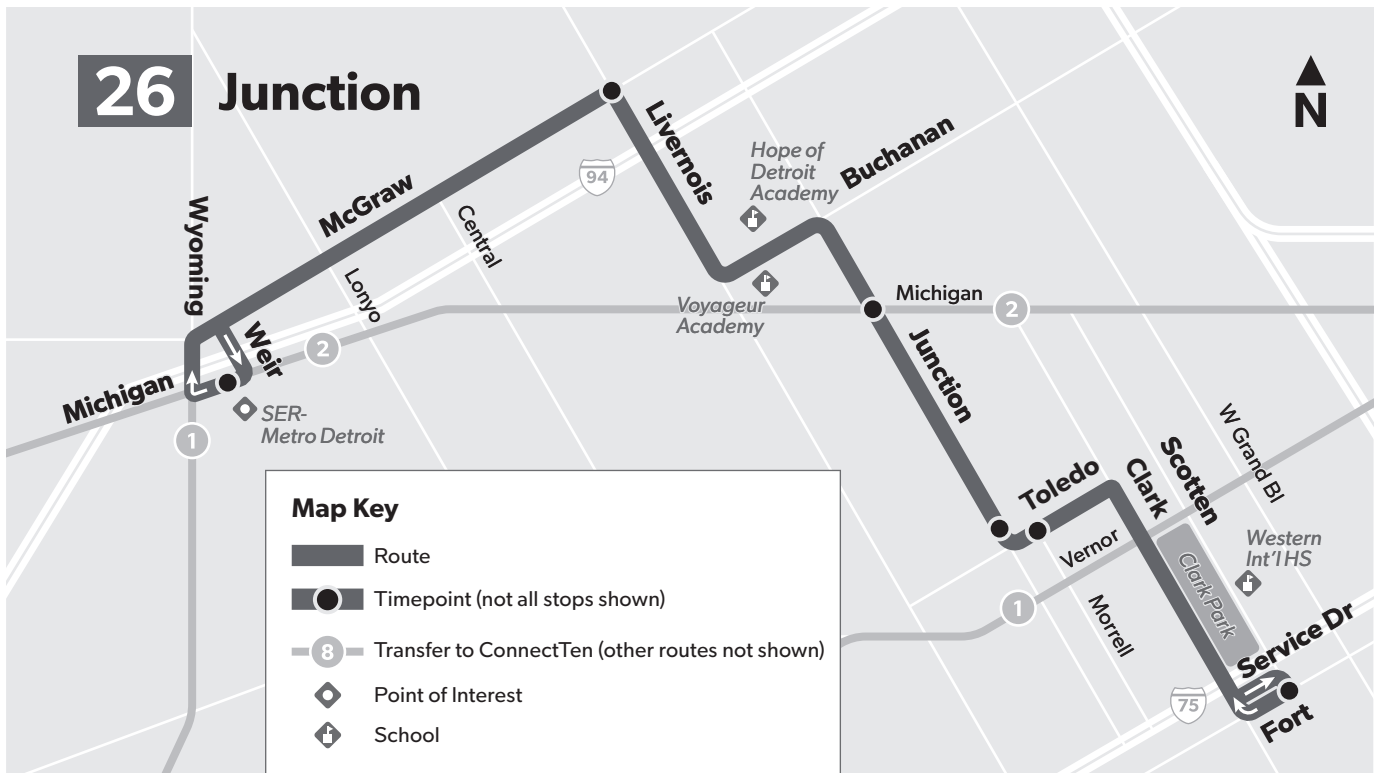 26 Junction
N
Livernois
Hope of
Detroit
Academy
Buchanan
94
McGraw
Wyoming
Central
Lonyo
Voyageur
Academy
Michigan
2
Weir
2
Michigan
SER-
Metro Detroit
1
Junction
W Grand Bl
Scotten
Clark
Toledo
Vernor
Western
Int'l HS
Clark Park
1
Morrell
Service Dr
75
Fort
Map Key
Route
Timepoint (not all stops shown)
8 Transfer to ConnectTen (other routes not shown)
Point of Interest
School